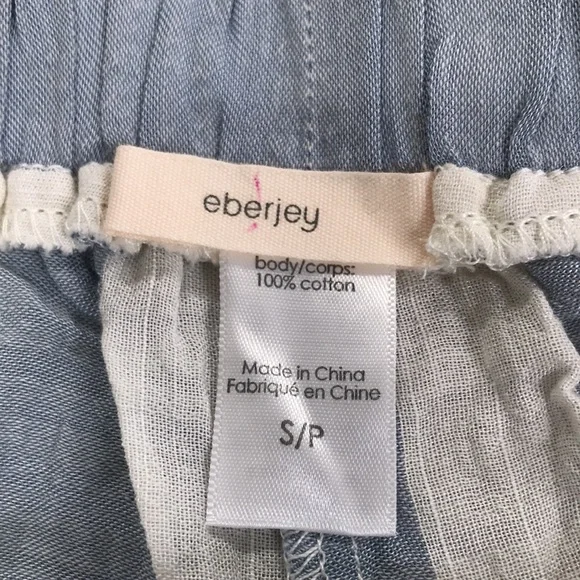 eberjey
body/corps:
100% cotton
Made in China
Fabriqué en Chine
S/P